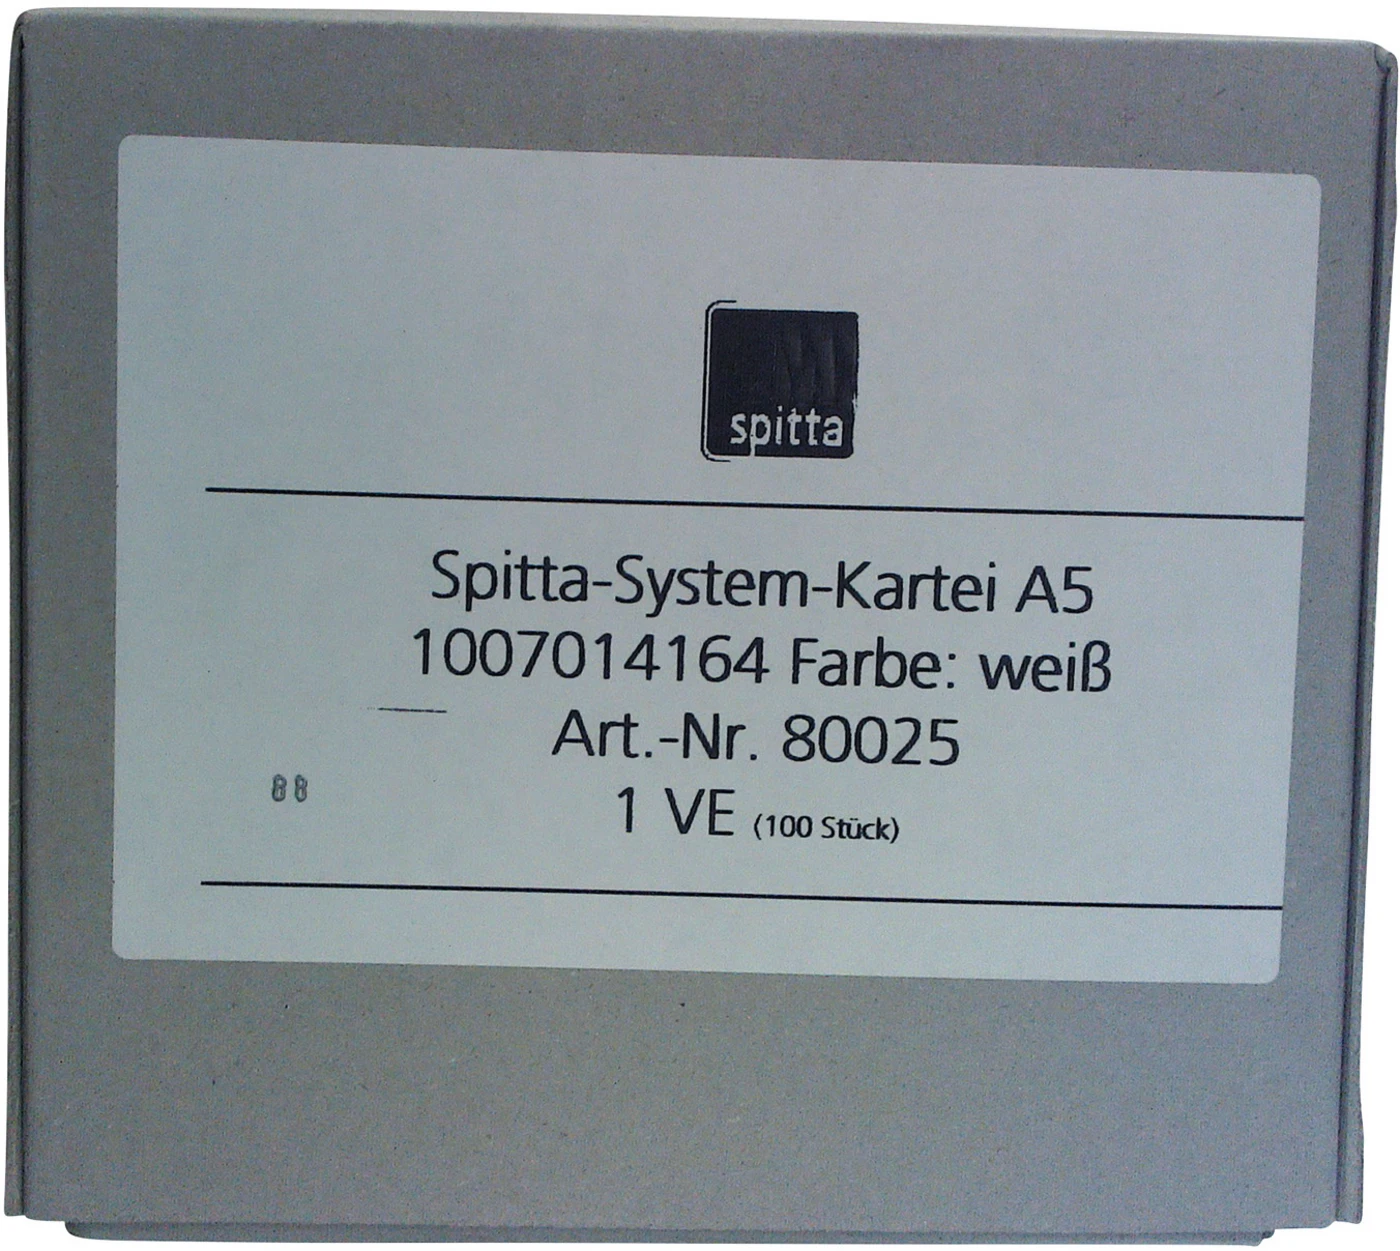 spitta
Spitta-System-Kartei A5
1007014164 Farbe: weiß
Art.-Nr. 80025
88
1 VE (100 Stück)